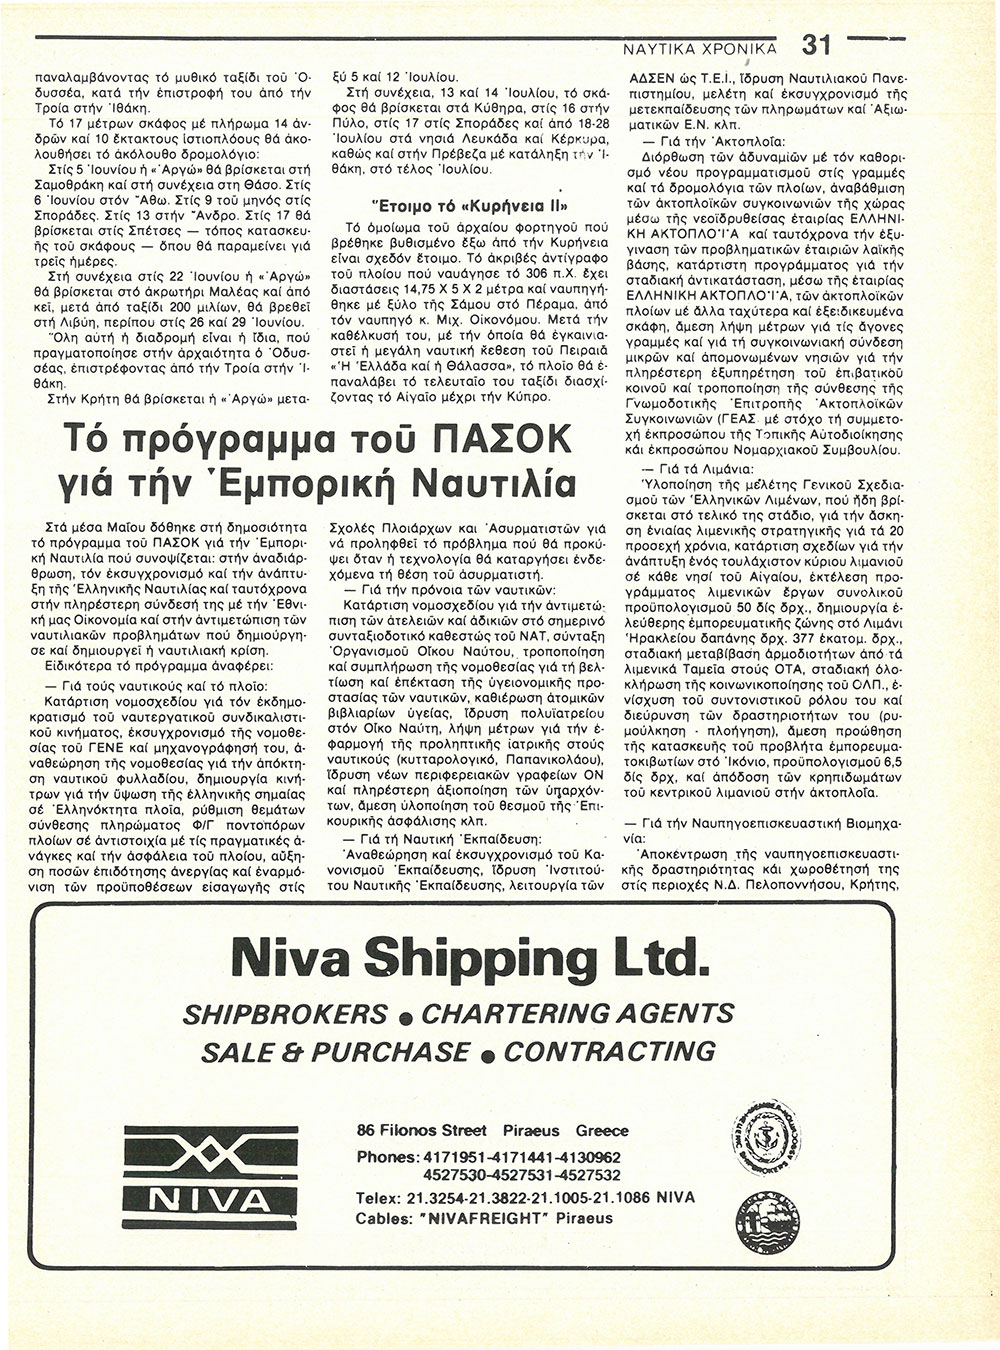 ΝΑΥΤΙΚΑ ΧΡΟΝΙΚΑ 31
παναλαμβάνοντας τό μυθικό ταξίδι τοῦ Ὀ-
δυσσέα, κατά τήν ἐπιστροφή του ἀπό τήν
Τροία στήν Ἰθάκη.
Τό 17 μέτρων σκάφος μέ πλήρωμα 14 ἀν-
δρῶν καί 10 ἔκτακτους ἱστιοπλόους θά ἀκο-
λουθήσει τό ἀκόλουθο δρομολόγιο:
Στίς 5 Ἰουνίου ἡ «Ἀργώ» θά βρίσκεται στή
Σαμοθράκη καί στή συνέχεια στη Θάσο. Στίς
6 Ἰουνίου στόν Ἄθω. Στίς 9 τοῦ μηνός στίς
Σποράδες. Στίς 13 στήν Ἄνδρο. Στίς 17 θά
βρίσκεται στίς Σπέτσες — τόπος κατασκευ-
ῆς τοῦ σκάφους — ὅπου θά παραμείνει γιά
τρεῖς ἡμέρες.
Στή συνέχεια στίς 22 Ἰουνίου ἡ «Ἀργώ»
θά βρίσκεται στό ἀκρωτήρι Μαλέας καί ἀπό
κεῖ, μετά ἀπό ταξίδι 200 μιλίων, θά βρεθεῖ
στή Λιβύη, περίπου στίς 26 καί 29 Ἰουνίου.
Ὅλη αὐτή ἡ διαδρομή εἶναι ἡ ἴδια, πού
πραγματοποίησε στήν ἀρχαιότητα ὁ Ὀδυσ-
σέας, ἐπιστρέφοντας ἀπό τήν Τροία στήν Ἰ-
θάκη.
Στήν Κρήτη θά βρίσκεται ἡ «Ἀργώ» μετα-
ξύ 5 καί 12 Ἰουλίου.
Στή συνέχεια, 13 καί 14 Ἰουλίου, τό σκά-
φος θά βρίσκεται στά Κύθηρα, στίς 16 στήν
Πύλο, στίς 17 στίς Σποράδες καί ἀπό 18-28
Ἰουλίου στά νησιά Λευκάδα καί Κέρκυρα,
καθώς καί στήν Πρέβεζα μέ κατάληξη τήν Ἰ-
θάκη, στό τέλος Ἰουλίου.
Ἕτοιμο τό «Κυρήνεια ΙΙ»
Τό ὁμοίωμα τοῦ ἀρχαίου φορτηγοῦ πού
βρέθηκε βυθισμένο ἔξω ἀπό τήν Κυρήνεια
εἶναι σχεδόν ἕτοιμο. Τό ἀκριβές ἀντίγραφο
τοῦ πλοίου πού ναυάγησε τό 306 π.Χ. ἔχει
διαστάσεις 14,75 Χ 5 Χ 2 μέτρα καί ναυπηγή-
θηκε μέ ξύλο τῆς Σάμου στό Πέραμα, ἀπό
τόν ναυπηγό κ. Μιχ. Οἰκονόμου. Μετά τήν
καθέλκυσή του, μέ τήν ὁποία θά ἐγκαινια-
στεῖ ἡ μεγάλη ναυτική ἔκθεση τοῦ Πειραιᾶ
«Ἡ Ἑλλάδα καί ἡ Θάλασσα», τό πλοῖο θά ἐ-
παναλάβει τό τελευταῖο του ταξίδι διασχί-
ζοντας τό Αἰγαῖο μέχρι τήν Κύπρο.
Τό πρόγραμμα τοῦ ΠΑΣΟΚ
γιά τήν Ἐμπορική Ναυτιλία
Στά μέσα Μαΐου δόθηκε στή δημοσιότητα
τό πρόγραμμα τοῦ ΠΑΣΟΚ γιά τήν Ἐμπορι-
κή Ναυτιλία πού συνοψίζεται: στήν ἀναδιάρ-
θρωση, τόν ἐκσυγχρονισμό καί τήν ἀνάπτυ-
ξη τῆς Ἑλληνικῆς Ναυτιλίας καί ταυτόχρονα
στήν πληρέστερη σύνδεσή της μέ τήν Ἐθνι-
κή μας Οἰκονομία καί στήν ἀντιμετώπιση τῶν
ναυτιλιακῶν προβλημάτων πού δημιούργη-
σε καί δημιουργεῖ ἡ ναυτιλιακή κρίση.
Εἰδικότερα τό πρόγραμμα ἀναφέρει:
— Γιά τούς ναυτικούς καί τό πλοῖο:
Κατάρτιση νομοσχεδίου γιά τόν ἐκδημο-
κρατισμό τοῦ ναυτεργατικοῦ συνδικαλιστι-
κοῦ κινήματος, ἐκσυγχρονισμό τῆς νομοθε-
σίας τοῦ ΓΕΝΕ καί μηχανογράφησή του, ἀ-
ναθεώρηση τῆς νομοθεσίας γιά τήν ἀπόκτη-
ση ναυτικοῦ φυλλαδίου, δημιουργία κινή-
τρων γιά τήν ὕψωση τῆς ἑλληνικῆς σημαίας
σέ Ἑλληνόκτητα πλοῖα, ρύθμιση θεμάτων
σύνθεσης πληρώματος Φ/Γ ποντοπόρων
πλοίων σέ ἀντιστοιχία μέ τίς πραγματικές ἀ-
νάγκες καί τήν ἀσφάλεια τοῦ πλοίου, αὔξη-
ση ποσῶν ἐπιδότησης ἀνεργίας καί ἐναρμό-
νιση τῶν προϋποθέσεων εἰσαγωγῆς στίς
Σχολές Πλοιάρχων και Ἀσυρματιστῶν γιά
νά προληφθεῖ τό πρόβλημα πού θά προκύ-
ψει ὅταν ἡ τεχνολογία θά καταργήσει ἐνδε-
χόμενα τή θέση τοῦ ἀσυρματιστῆ.
— Γιά τήν πρόνοια τῶν ναυτικῶν:
Κατάρτιση νομοσχεδίου γιά τήν ἀντιμετώ-
πιση τῶν ἀτελειῶν καί ἀδικιῶν στό σημερινό
συνταξιοδοτικό καθεστώς τοῦ ΝΑΤ, σύνταξη
Ὀργανισμοῦ Οἴκου Ναύτου, τροποποίηση
καί συμπλήρωση τῆς νομοθεσίας γιά τή βελ-
τίωση καί ἐπέκταση τῆς ὑγειονομικῆς προ-
στασίας τῶν ναυτικῶν, καθιέρωση ἀτομικῶν
βιβλιαρίων ὑγείας, ἵδρυση πολυϊατρείου
στόν Οἶκο Ναύτη, λήψη μέτρων γιά τήν ἐ-
φαρμογή τῆς προληπτικῆς ἰατρικῆς στούς
ναυτικούς (κυτταρολογικό, Παπανικολάου),
ἵδρυση νέων περιφερειακῶν γραφείων ΟΝ
καί πληρέστερη ἀξιοποίηση τῶν ὑπαρχόν-
των, ἄμεση ὑλοποίηση τοῦ θεσμοῦ τῆς Ἐπι-
κουρικῆς ἀσφάλισης κλπ.
— Γιά τή Ναυτική Ἐκπαίδευση:
Ἀναθεώρηση καί ἐκσυγχρονισμό τοῦ Κα-
νονισμοῦ Ἐκπαίδευσης, ἵδρυση Ἰνστιτού-
του Ναυτικῆς Ἐκπαίδευσης, λειτουργία τῶν
ΑΔΣΕΝ ὡς Τ.Ε.Ι., ἵδρυση Ναυτιλιακοῦ Πανε-
πιστημίου, μελέτη καί ἐκσυγχρονισμό τῆς
μετεκπαίδευσης τῶν πληρωμάτων καί Ἀξιω-
ματικῶν Ε.Ν. κλπ.
— Γιά τήν Ἀκτοπλοΐα:
Διόρθωση τῶν ἀδυναμιῶν μέ τόν καθορι-
σμό νέου προγραμματισμοῦ στίς γραμμές
καί τά δρομολόγια τῶν πλοίων, ἀναβάθμιση
τῶν ἀκτοπλοϊκῶν συγκοινωνιῶν τῆς χώρας
μέσω τῆς νεοϊδρυθείσας ἑταιρίας ΕΛΛΗΝΙ-
ΚΗ ΑΚΤΟΠΛΟΪΑ καί ταυτόχρονα τήν ἐξυ-
γιναση τῶν προβληματικῶν ἑταιριῶν λαϊκῆς
βάσης, κατάρτιστη προγράμματος γιά τήν
σταδιακή ἀντικατάσταση, μέσω τῆς ἑταιρίας
ΕΛΛΗΝΙΚΗ ΑΚΤΟΠΛΟΪΑ, τῶν ἀκτοπλοϊκῶν
πλοίων μέ ἄλλα ταχύτερα καί ἐξειδικευμένα
σκάφη, ἄμεση λήψη μέτρων γιά τίς ἄγονες
γραμμές καί γιά τή συγκοινωνιακή σύνδεση
μικρῶν καί ἀπομονωμένων νησιῶν γιά τήν
πληρέστερη ἐξυπηρέτηση τοῦ ἐπιβατικοῦ
κοινοῦ καί τροποποίηση τῆς σύνθεσης τῆς
Γνωμοδοτικῆς Ἐπιτροπῆς Ἀκτοπλοϊκῶν
Συγκοινωνιῶν (ΓΕΑΣ μέ στόχο τή συμμετο-
χή ἐκπροσώπου τῆς Τοπικῆς Αὐτοδιοίκησης
κάι ἐκπροσώπου Νομαρχιακοῦ Συμβουλίου.
— Γιά τά Λιμάνια:
Ὑλοποίηση τῆς μελέτης Γενικοῦ Σχεδια-
σμοῦ τῶν Ἑλληνικῶν Λιμένων, πού ἤδη βρί-
σκεται στό τελικό της στάδιο, γιά τήν ἄσκη-
ση ἑνιαίας λιμενικῆς στρατηγικῆς γιά τά 20
προσεχῆ χρόνια, κατάρτιση σχεδίων γιά τήν
ἀνάπτυξη ἑνός τουλάχιστον κύριου λιμανιοῦ
σέ κάθε νησί τοῦ Αἰγαίου, ἐκτέλεση προ-
γράμματος λιμενικῶν ἔργων συνολικοῦ
προϋπολογισμοῦ 50 δίς δρχ., δημιουργία ἐ-
λεύθερης ἐμπορευματικῆς ζώνης στό Λιμάνι
Ἡρακλείου δαπάνης δρχ. 377 ἑκατομ. δρχ.,
σταδιακή μεταβίβαση ἁρμοδιοτήτων ἀπό τά
λιμενικά Ταμεῖα στούς ΟΤΑ, σταδιακή ὁλο-
κλήρωση τῆς κοινωνικοποίησης τοῦ ΟΛΠ., ἐ-
νίσχυση τοῦ συντονιστικοῦ ρόλου του καί
διεύρυνση τῶν δραστηριοτήτων του (ρυ-
μούλκηση - πλοήγηση), ἄμεση προώθηση
τῆς κατασκευῆς τοῦ προβλήτα ἐμπορευμα-
τοκιβωτίων στό Ἰκόνιο, προϋπολογισμοῦ 6,5
δίς δρχ, καί ἀπόδοση τῶν κρηπιδωμάτων
τοῦ κεντρικοῦ λιμανιοῦ στήν ἀκτοπλοΐα.
— Γιά τήν Ναυπηγοεπισκευαστική Βιομηχα-
νία:
Ἀποκέντρωση τῆς ναυπηγοεπισκευαστι-
κῆς δραστηριότητας κάι χωροθέτησή της
στίς περιοχές Ν.Δ. Πελοποννήσου, Κρήτης,
Niva Shipping Ltd.
SHIPBROKERS ● CHARTERING AGENTS
SALE & PURCHASE ● CONTRACTING
NIVA
86 Filonos Street Piraeus Greece
Phones: 4171951-4171441-4130962
4527530-4527531-4527532
Telex: 21.3254-21.3822-21.1005-21.1086 NIVA
Cables: "NIVAFREIGHT" Piraeus